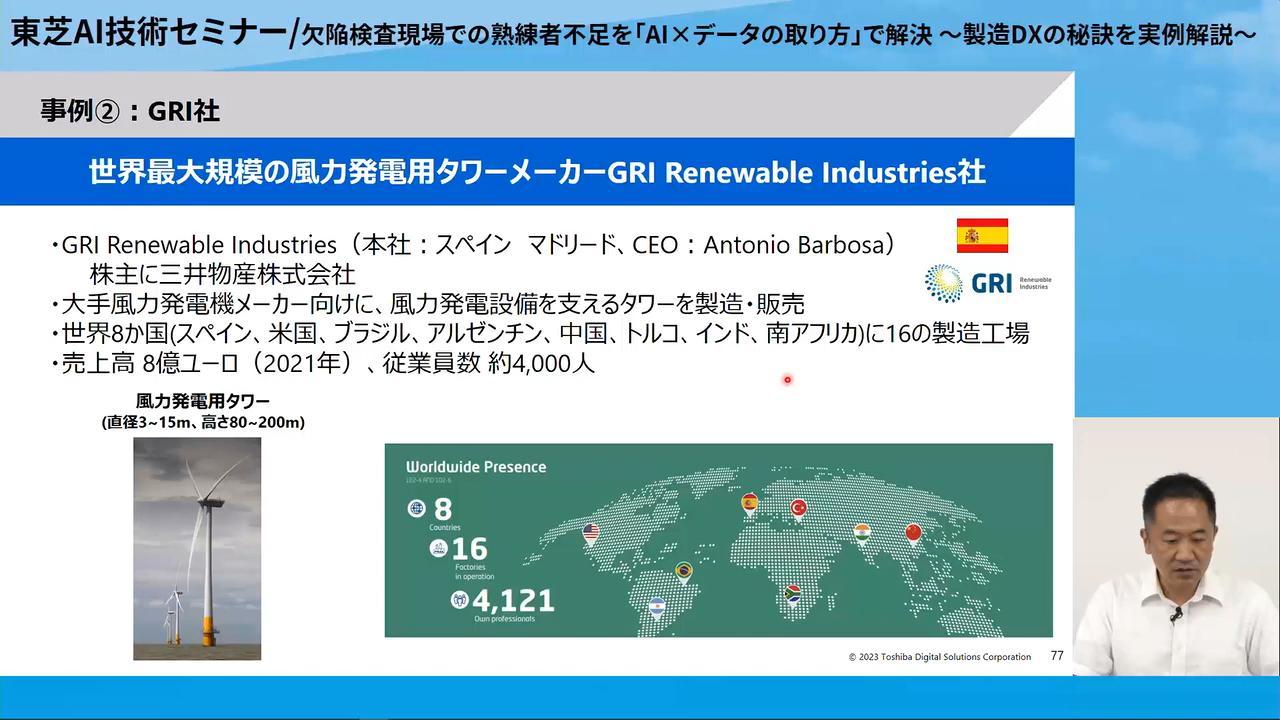 東芝AI技術セミナー/欠陥検査現場での熟練者不足を「AI×データの取り方」で解決 ～製造DXの秘訣を実例解説～
事例②：GRI社
世界最大規模の風力発電用タワーメーカーGRI Renewable Industries社
・GRI Renewable Industries（本社：スペイン　マドリード、CEO：Antonio Barbosa）
株主に三井物産株式会社
・大手風力発電機メーカー向けに、風力発電設備を支えるタワーを製造・販売
・世界8か国(スペイン、米国、ブラジル、アルゼンチン、中国、トルコ、インド、南アフリカ)に16の製造工場
・売上高 8億ユーロ（2021年）、従業員数 約4,000人
GRI Renewable
Industries
風力発電用タワー
(直径3~15m、高さ80~200m)
Worldwide Presence
8
Countries
16
Factories
in operation
4,121
Own professionals
© 2023 Toshiba Digital Solutions Corporation 77